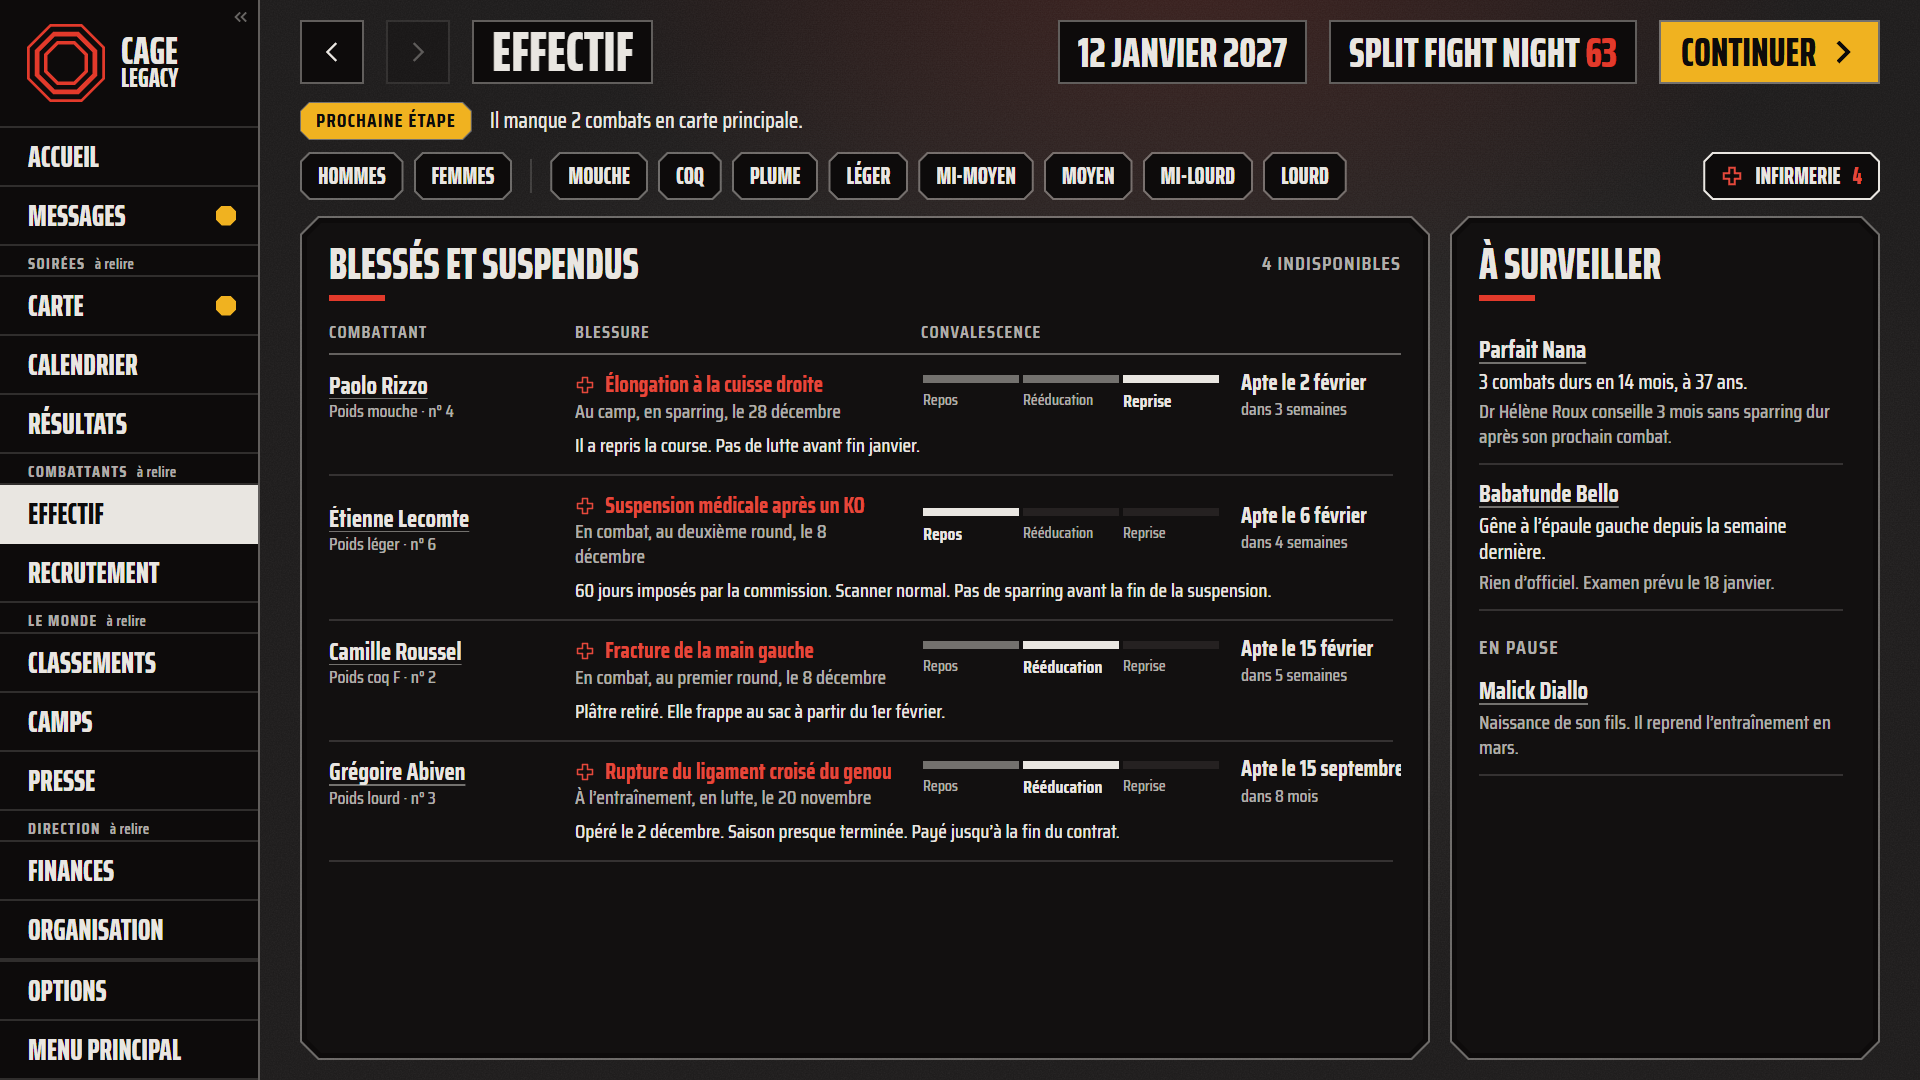 CAGE
LEGACY
«
EFFECTIF
12 JANVIER 2027
SPLIT FIGHT NIGHT 63
CONTINUER
PROCHAINE ÉTAPE
Il manque 2 combats en carte principale.
HOMMES
FEMMES
MOUCHE
COQ
PLUME
LÉGER
MI-MOYEN
MOYEN
MI-LOURD
LOURD
INFIRMERIE 4
ACCUEIL
MESSAGES
SOIRÉES à relire
CARTE
CALENDRIER
RÉSULTATS
COMBATTANTS à relire
EFFECTIF
RECRUTEMENT
LE MONDE à relire
CLASSEMENTS
CAMPS
PRESSE
DIRECTION à relire
FINANCES
ORGANISATION
OPTIONS
MENU PRINCIPAL
BLESSÉS ET SUSPENDUS
4 INDISPONIBLES
COMBATTANT
BLESSURE
CONVALESCENCE
Paolo Rizzo
Poids mouche · n° 4
Élongation à la cuisse droite
Au camp, en sparring, le 28 décembre
Il a repris la course. Pas de lutte avant fin janvier.
Repos
Rééducation
Reprise
Apte le 2 février
dans 3 semaines
Étienne Lecomte
Poids léger · n° 6
Suspension médicale après un KO
En combat, au deuxième round, le 8
décembre
60 jours imposés par la commission. Scanner normal. Pas de sparring avant la fin de la suspension.
Repos
Rééducation
Reprise
Apte le 6 février
dans 4 semaines
Camille Roussel
Poids coq F · n° 2
Fracture de la main gauche
En combat, au premier round, le 8 décembre
Plâtre retiré. Elle frappe au sac à partir du 1er février.
Repos
Rééducation
Reprise
Apte le 15 février
dans 5 semaines
Grégoire Abiven
Poids lourd · n° 3
Rupture du ligament croisé du genou
À l'entraînement, en lutte, le 20 novembre
Opéré le 2 décembre. Saison presque terminée. Payé jusqu'à la fin du contrat.
Repos
Rééducation
Reprise
Apte le 15 septembre
dans 8 mois
À SURVEILLER
Parfait Nana
3 combats durs en 14 mois, à 37 ans.
Dr Hélène Roux conseille 3 mois sans sparring dur
après son prochain combat.
Babatunde Bello
Gêne à l'épaule gauche depuis la semaine
dernière.
Rien d'officiel. Examen prévu le 18 janvier.
EN PAUSE
Malick Diallo
Naissance de son fils. Il reprend l'entraînement en
mars.